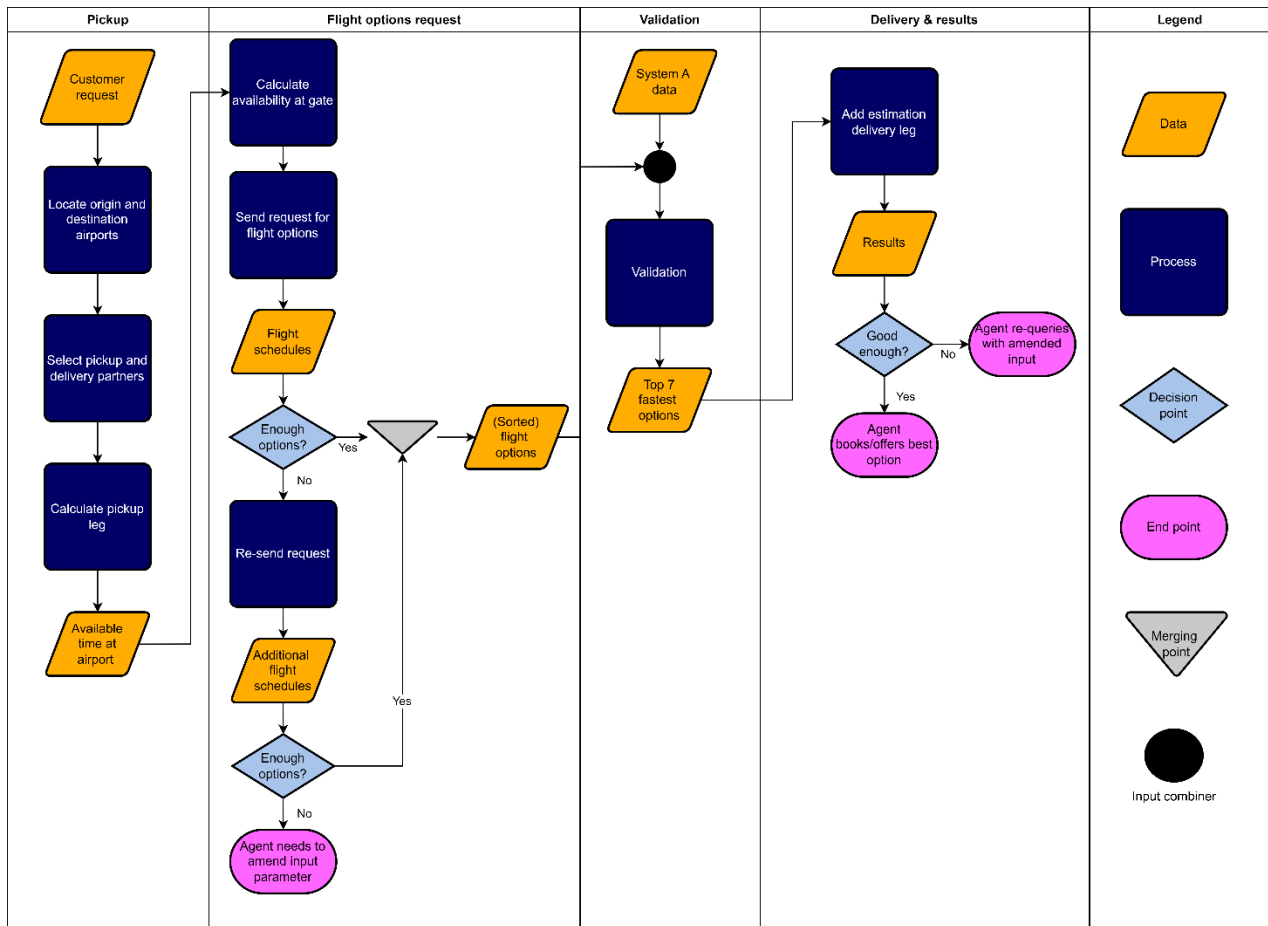 Pickup
Flight options request
Validation
Delivery & results
Legend
Customer
request
Locate origin and
destination
airports
Select pickup and
delivery partners
Calculate pickup
leg
Available
time at
airport
Calculate
availability at
gate
Send request for
flight options
Flight
schedules
Enough
options?
Yes
No
(Sorted)
flight
options
Re-send request
Additional
flight
schedules
Yes
Enough
options?
No
Agent needs to
amend input
parameter
System A
data
Validation
Top 7
fastest
options
Add estimation
delivery leg
Results
Good
enough?
No
Agent re-queries
with amended
input
Yes
Agent
books/offers best
option
Data
Process
Decision
point
End point
Merging
point
Input combiner